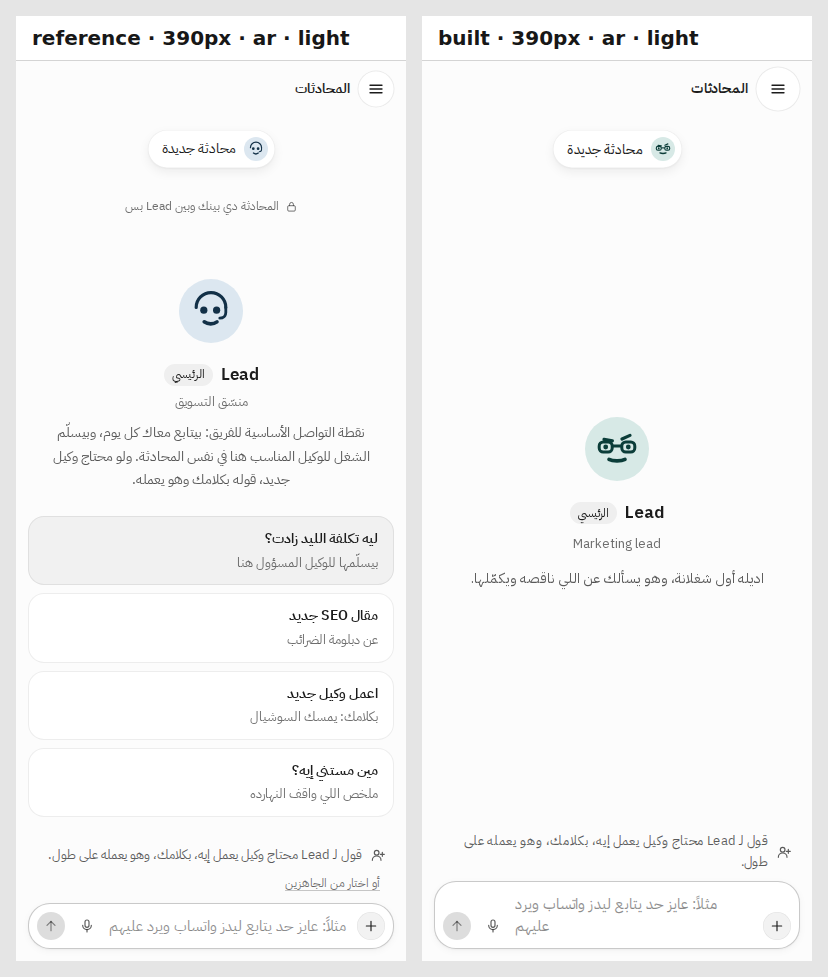 reference · 390px · ar · light
المحادثات
محادثة جديدة
المحادثة دي بينك وبين Lead بس
Lead الرئيسي
منسّق التسويق
نقطة التواصل الأساسية للفريق: بيتابع معاك كل يوم، وبيسلّم
الشغل للوكيل المناسب هنا في نفس المحادثة. ولو محتاج وكيل
جديد، قوله بكلامك وهو يعمله.
ليه تكلفة الليد زادت؟
بيسلّمها للوكيل المسؤول هنا
مقال SEO جديد
عن دبلومة الضرائب
اعمل وكيل جديد
بكلامك: يمسك السوشيال
مين مستني إيه؟
ملخص اللي واقف النهارده
قول لـ Lead محتاج وكيل يعمل إيه، بكلامك، وهو يعمله على طول.
أو اختار من الجاهزين
مثلاً: عايز حد يتابع ليدز واتساب ويرد عليهم
built · 390px · ar · light
المحادثات
محادثة جديدة
Lead الرئيسي
Marketing lead
اديله أول شغلانة، وهو يسألك عن اللي ناقصه ويكمّلها.
قول لـ Lead محتاج وكيل يعمل إيه، بكلامك، وهو يعمله على
طول.
مثلاً: عايز حد يتابع ليدز واتساب ويرد
عليهم